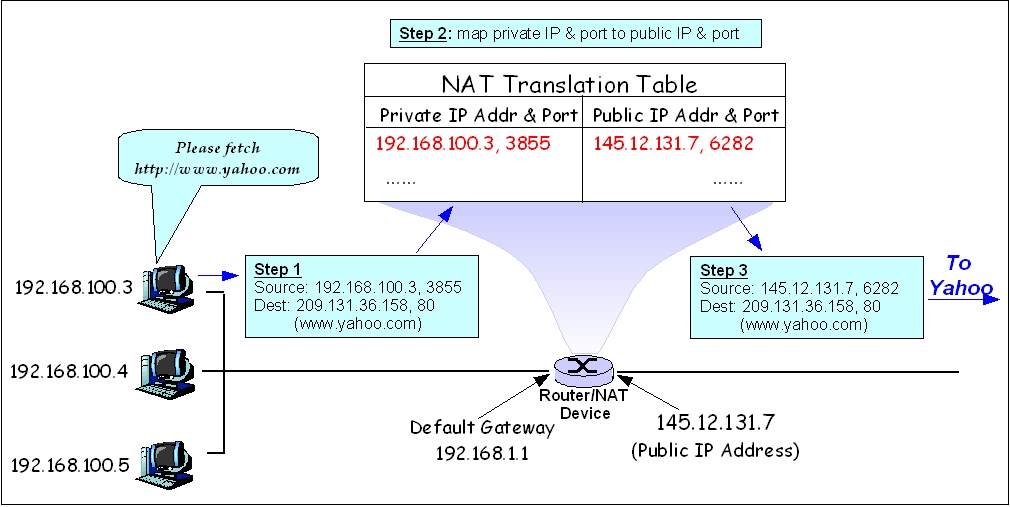 Step 2: map private IP & port to public IP & port
NAT Translation Table
Private IP Addr & Port
Public IP Addr & Port
192.168.100.3, 3855
145.12.131.7, 6282
......
......
Please fetch
http://www.yahoo.com
192.168.100.3
Step 1
Source: 192.168.100.3, 3855
Dest: 209.131.36.158, 80
(www.yahoo.com)
Step 3
Source: 145.12.131.7, 6282
Dest: 209.131.36.158, 80
(www.yahoo.com)
To
Yahoo
192.168.100.4
Router/NAT
Device
Default Gateway
192.168.1.1
145.12.131.7
(Public IP Address)
192.168.100.5